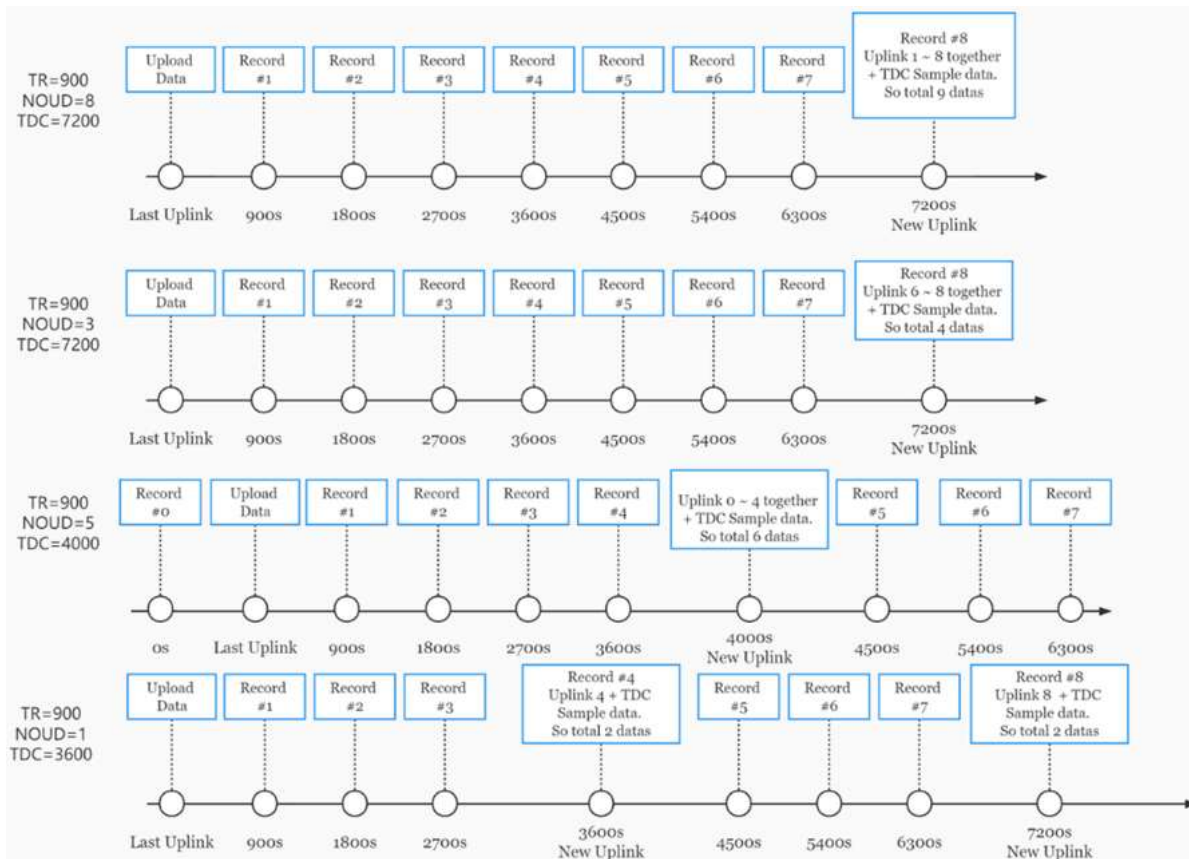 TR=900
NOUD=8
TDC=7200
Upload
Data
Record
#1
Record
#2
Record
#3
Record
#4
Record
#5
Record
#6
Record
#7
Record #8
Uplink 1 ~ 8 together
+ TDC Sample data.
So total 9 datas
Last Uplink
900s
1800s
2700s
3600s
4500s
5400s
6300s
7200s
New Uplink
TR=900
NOUD=3
TDC=7200
Upload
Data
Record
#1
Record
#2
Record
#3
Record
#4
Record
#5
Record
#6
Record
#7
Record #8
Uplink 6 ~ 8 together
+ TDC Sample data.
So total 4 datas
Last Uplink
900s
1800s
2700s
3600s
4500s
5400s
6300s
7200s
New Uplink
TR=900
NOUD=5
TDC=4000
Record
#0
Upload
Data
Record
#1
Record
#2
Record
#3
Record
#4
Uplink 0 ~ 4 together
+ TDC Sample data.
So total 6 datas
Record
#5
Record
#6
Record
#7
0s
Last Uplink
900s
1800s
2700s
3600s
4000s
New Uplink
4500s
5400s
6300s
TR=900
NOUD=1
TDC=3600
Upload
Data
Record
#1
Record
#2
Record
#3
Record #4
Uplink 4 + TDC
Sample data.
So total 2 datas
Record
#5
Record
#6
Record
#7
Record #8
Uplink 8 + TDC
Sample data.
So total 2 datas
Last Uplink
900s
1800s
2700s
3600s
New Uplink
4500s
5400s
6300s
7200s
New Uplink